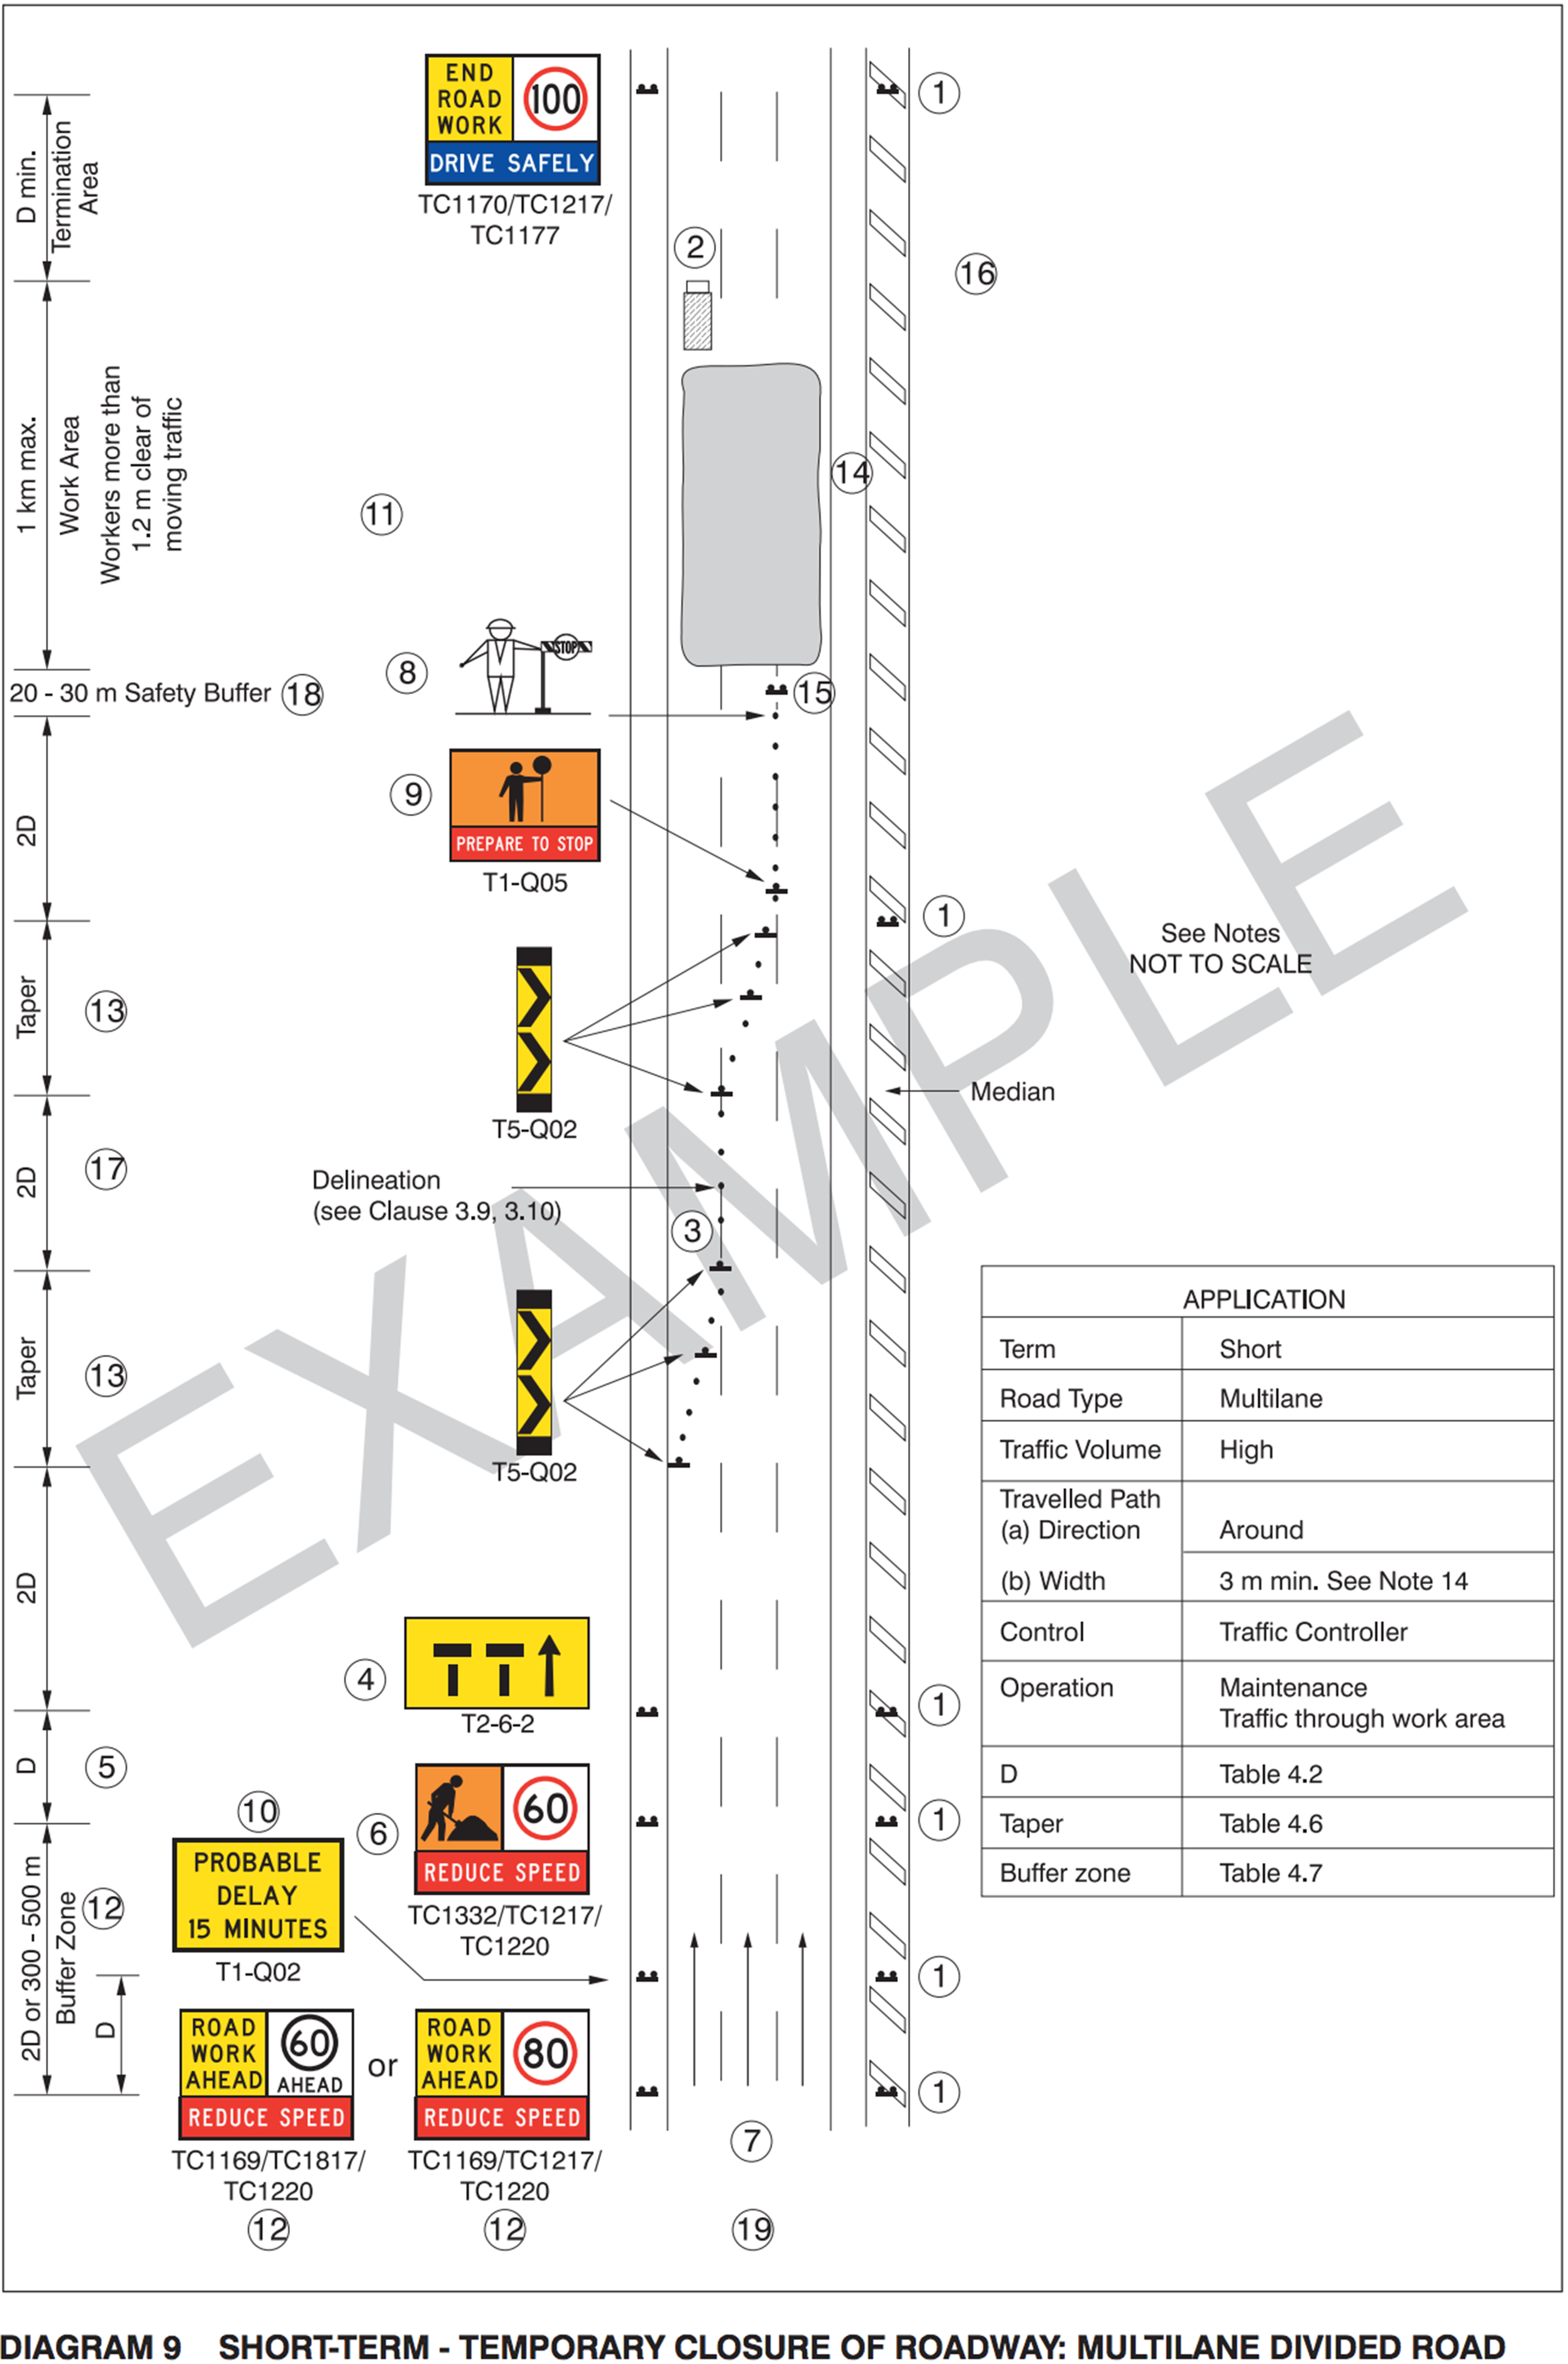 END
ROAD
WORK
100
DRIVE SAFELY
TC1170/TC1217/
TC1177
1
D min.
Termination
Area
2
16
1 km max.
Work Area
Workers more than
1.2 m clear of
moving traffic
11
14
8
STOP
20 - 30 m Safety Buffer 18
15
9
PREPARE TO STOP
T1-Q05
2D
1
See Notes
NOT TO SCALE
Taper
13
T5-Q02
Median
2D
17
Delineation
(see Clause 3.9, 3.10)
3
Taper
13
T5-Q02
EXAMPLE
APPLICATION
Term Short
Road Type Multilane
Traffic Volume High
Travelled Path
(a) Direction Around
(b) Width 3 m min. See Note 14
Control Traffic Controller
Operation Maintenance
Traffic through work area
D Table 4.2
Taper Table 4.6
Buffer zone Table 4.7
2D
4
T2-6-2
1
D
5
6
60
REDUCE SPEED
TC1332/TC1217/
TC1220
1
10
PROBABLE
DELAY
15 MINUTES
T1-Q02
2D or 300 - 500 m
Buffer Zone
12
D
1
ROAD
WORK
AHEAD
60
AHEAD
REDUCE SPEED
TC1169/TC1817/
TC1220
12
or
ROAD
WORK
AHEAD
80
REDUCE SPEED
TC1169/TC1217/
TC1220
12
1
7
19
DIAGRAM 9 SHORT-TERM - TEMPORARY CLOSURE OF ROADWAY: MULTILANE DIVIDED ROAD